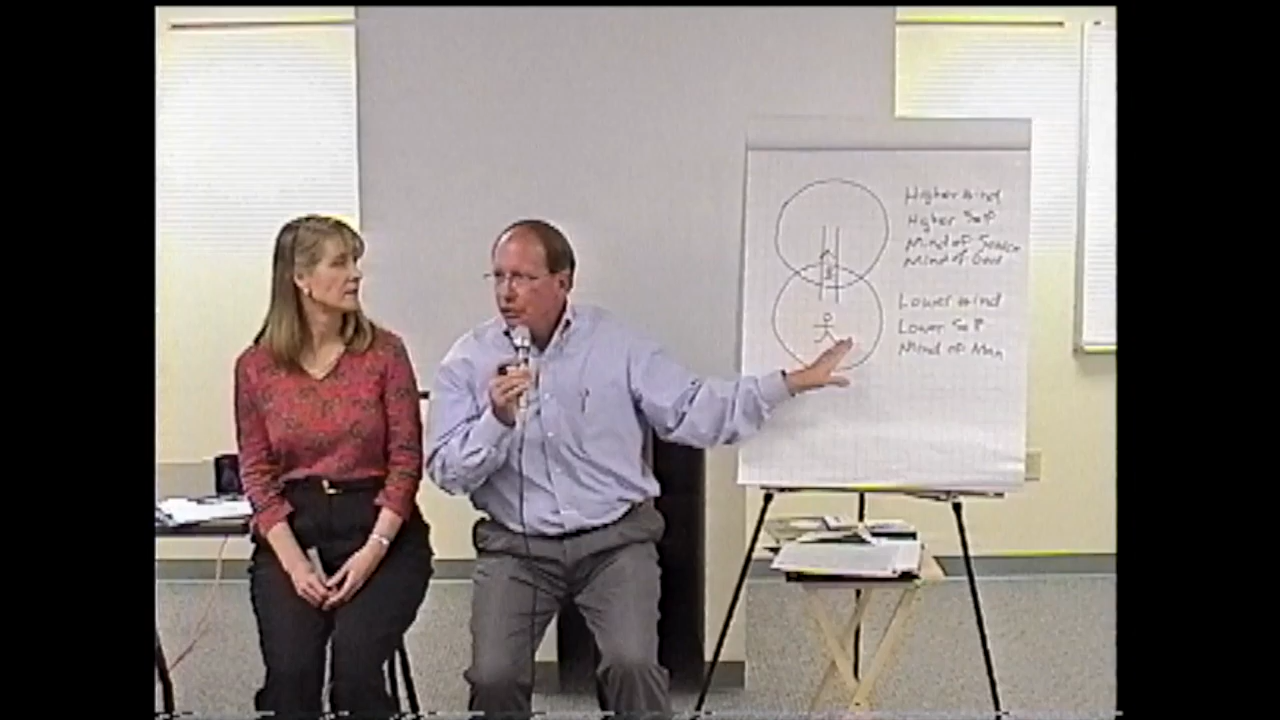 Higher Mind
Higher Self
Mind of Source
Mind of God
Lower Mind
Lower Self
Mind of Man